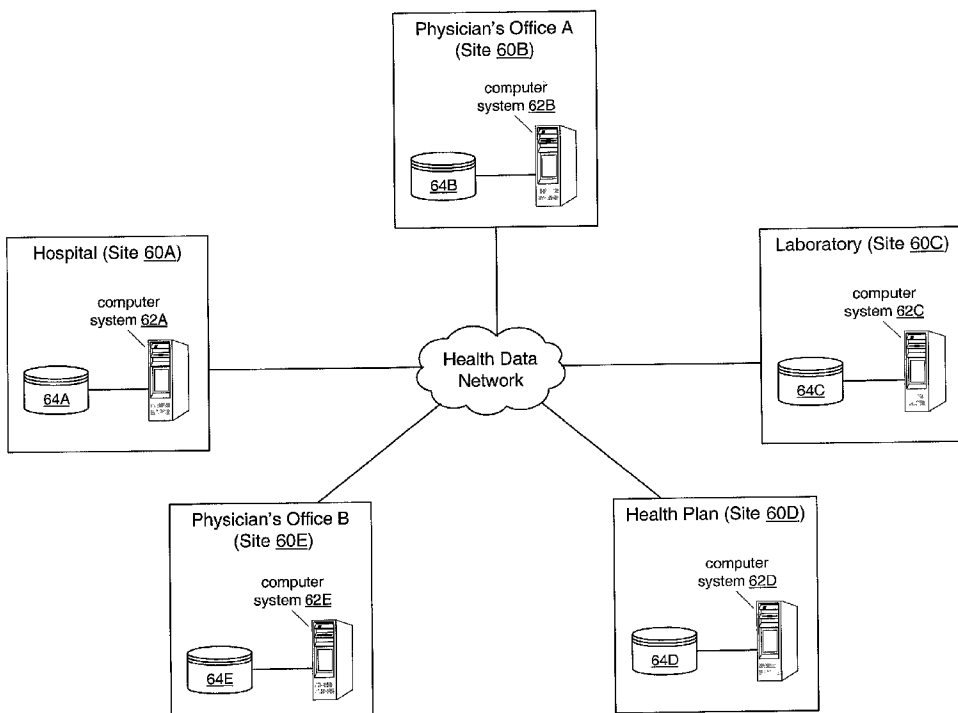 Physician's Office A
(Site 60B)
computer
system 62B
64B
Hospital (Site 60A)
computer
system 62A
64A
Laboratory (Site 60C)
computer
system 62C
64C
Health Data
Network
Physician's Office B
(Site 60E)
computer
system 62E
64E
Health Plan (Site 60D)
computer
system 62D
64D